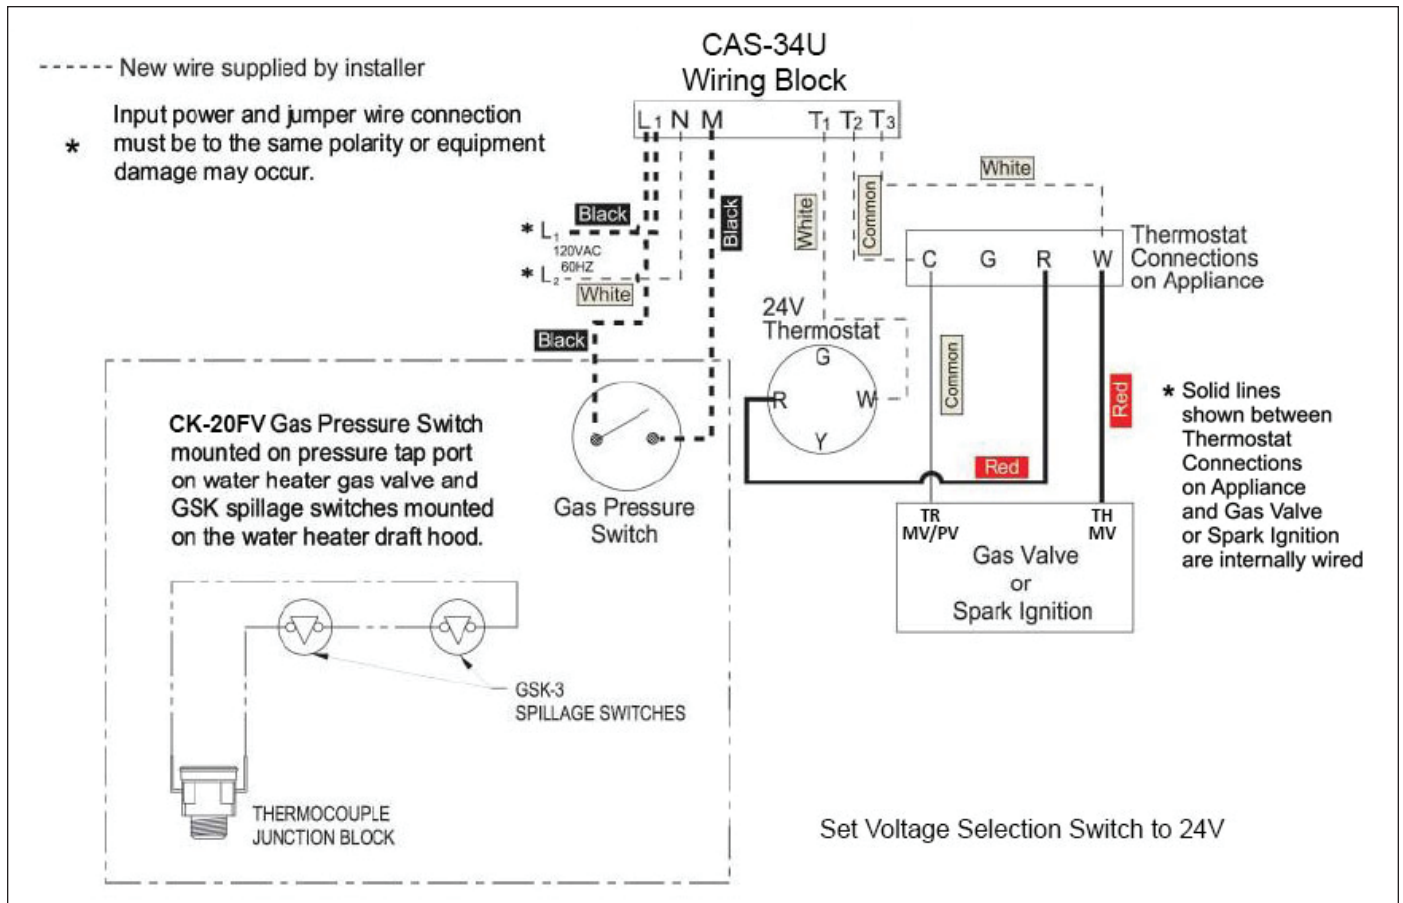 CAS-34U
Wiring Block
------ New wire supplied by installer
Input power and jumper wire connection
* must be to the same polarity or equipment
damage may occur.
L1 N M T1 T2 T3
White
Common
White
Black
Black
* L1
120VAC
60HZ
* L2
White
Black
Thermostat
Connections
on Appliance
C G R W
24V
Thermostat
G
R W
Y
Common
Red
Red
* Solid lines
shown between
Thermostat
Connections
on Appliance
and Gas Valve
or Spark Ignition
are internally wired
CK-20FV Gas Pressure Switch
mounted on pressure tap port
on water heater gas valve and
GSK spillage switches mounted
on the water heater draft hood.
Gas Pressure
Switch
TR
MV/PV
TH
MV
Gas Valve
or
Spark Ignition
GSK-3
SPILLAGE SWITCHES
THERMOCOUPLE
JUNCTION BLOCK
Set Voltage Selection Switch to 24V